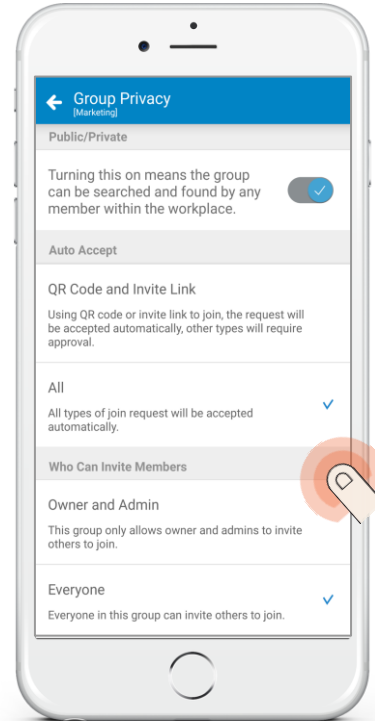 Group Privacy
[Marketing]
Public/Private
Turning this on means the group
can be searched and found by any
member within the workplace.
Auto Accept
QR Code and Invite Link
Using QR code or invite link to join, the request will
be accepted automatically, other types will require
approval.
All
All types of join request will be accepted
automatically.
Who Can Invite Members
Owner and Admin
This group only allows owner and admins to invite
others to join.
Everyone
Everyone in this group can invite others to join.